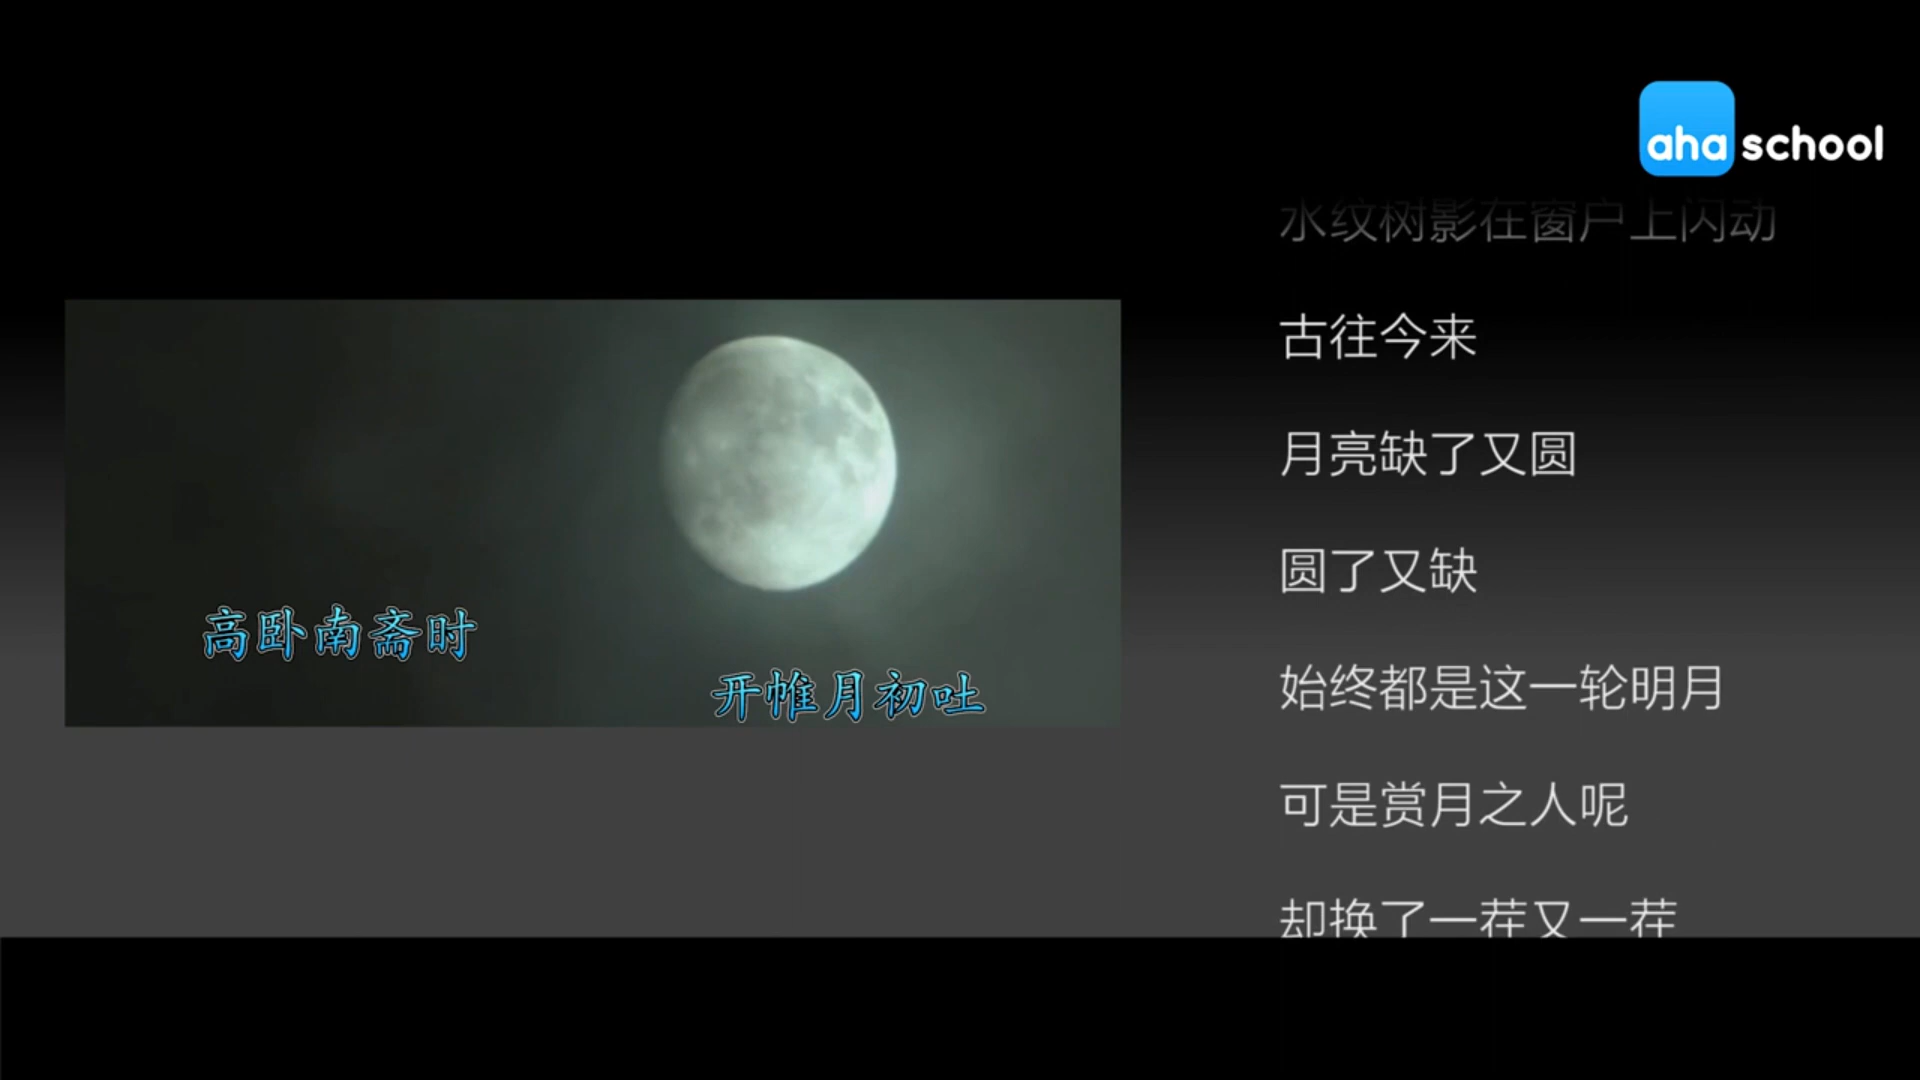 aha school
高卧南斋时
开帷月初吐
水纹树影在窗户上闪动
古往今来
月亮缺了又圆
圆了又缺
始终都是这一轮明月
可是赏月之人呢
却换了一茬又一茬